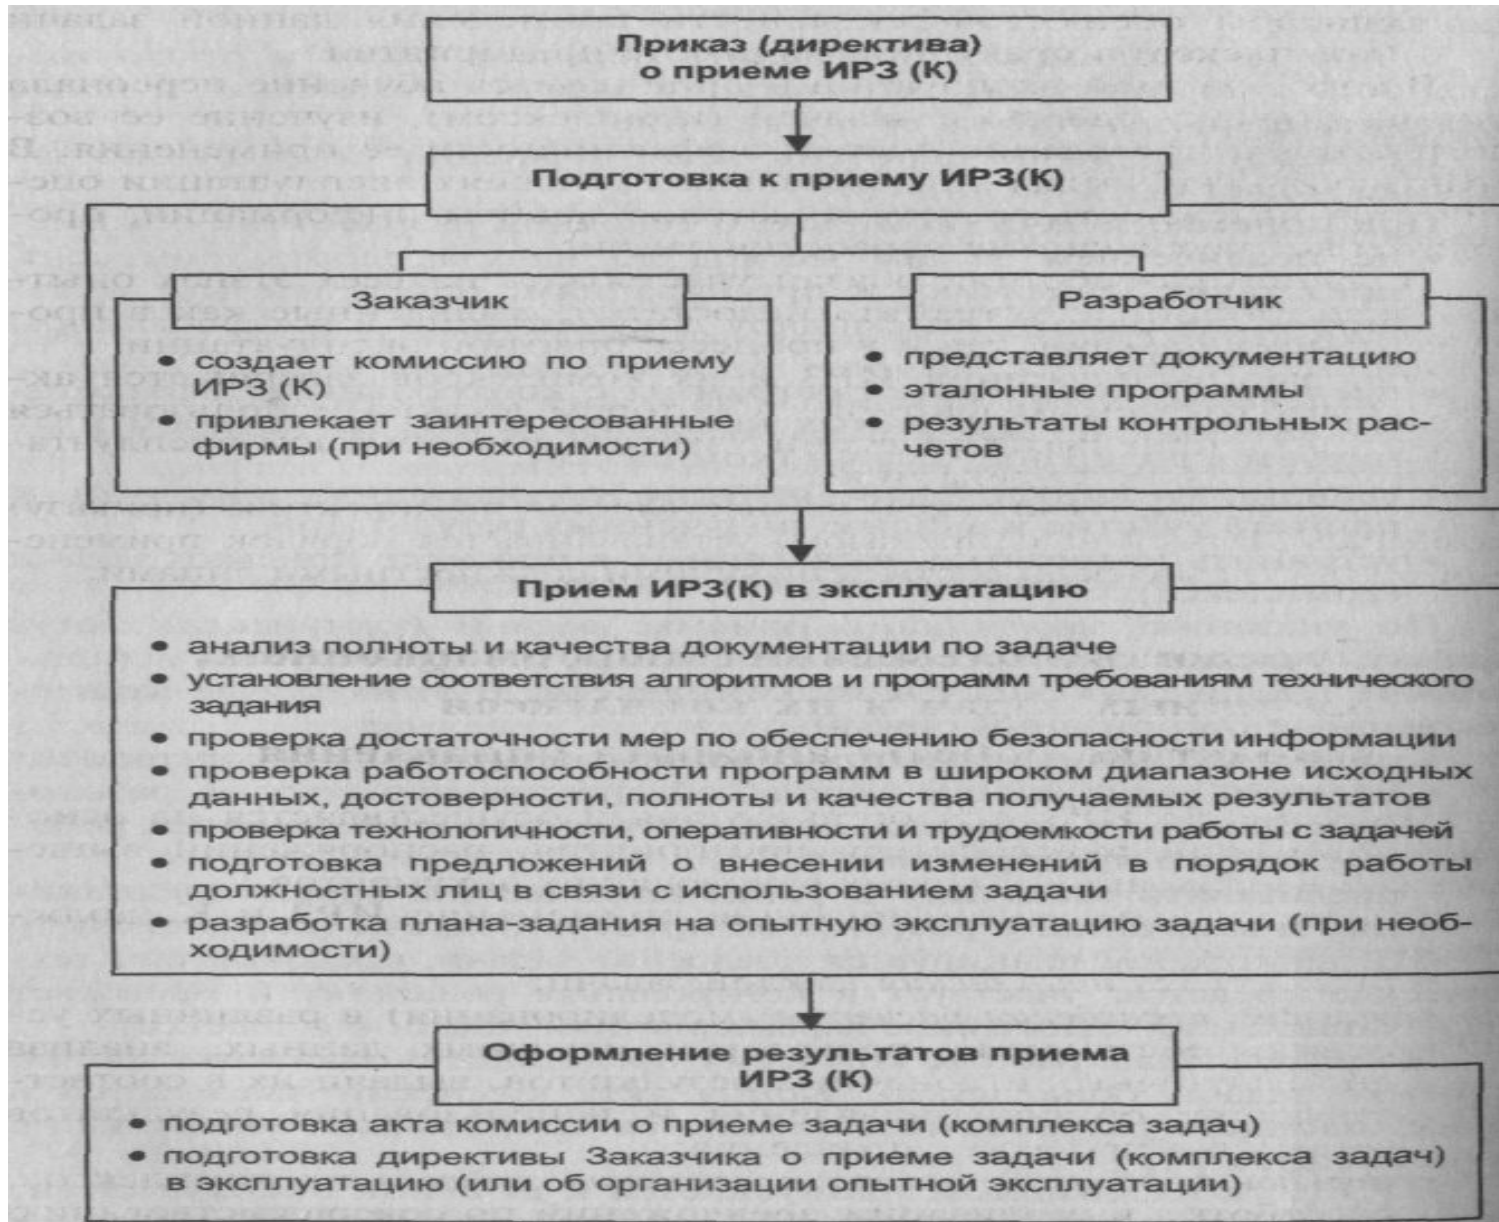 Приказ (директива)
о приеме ИРЗ (К)
Подготовка к приему ИРЗ(К)
Заказчик
• создает комиссию по приему
ИРЗ (К)
• привлекает заинтересованные
фирмы (при необходимости)
Разработчик
• представляет документацию
• эталонные программы
• результаты контрольных рас-
четов
Прием ИРЗ(К) в эксплуатацию
• анализ полноты и качества документации по задаче
• установление соответствия алгоритмов и программ требованиям технического
задания
• проверка достаточности мер по обеспечению безопасности информации
• проверка работоспособности программ в широком диапазоне исходных
данных, достоверности, полноты и качества получаемых результатов
• проверка технологичности, оперативности и трудоемкости работы с задачей
• подготовка предложений о внесении изменений в порядок работы
должностных лиц в связи с использованием задачи
• разработка плана-задания на опытную эксплуатацию задачи (при необ-
ходимости)
Оформление результатов приема
ИРЗ (К)
• подготовка акта комиссии о приеме задачи (комплекса задач)
• подготовка директивы Заказчика о приеме задачи (комплекса задач)
в эксплуатацию (или об организации опытной эксплуатации)